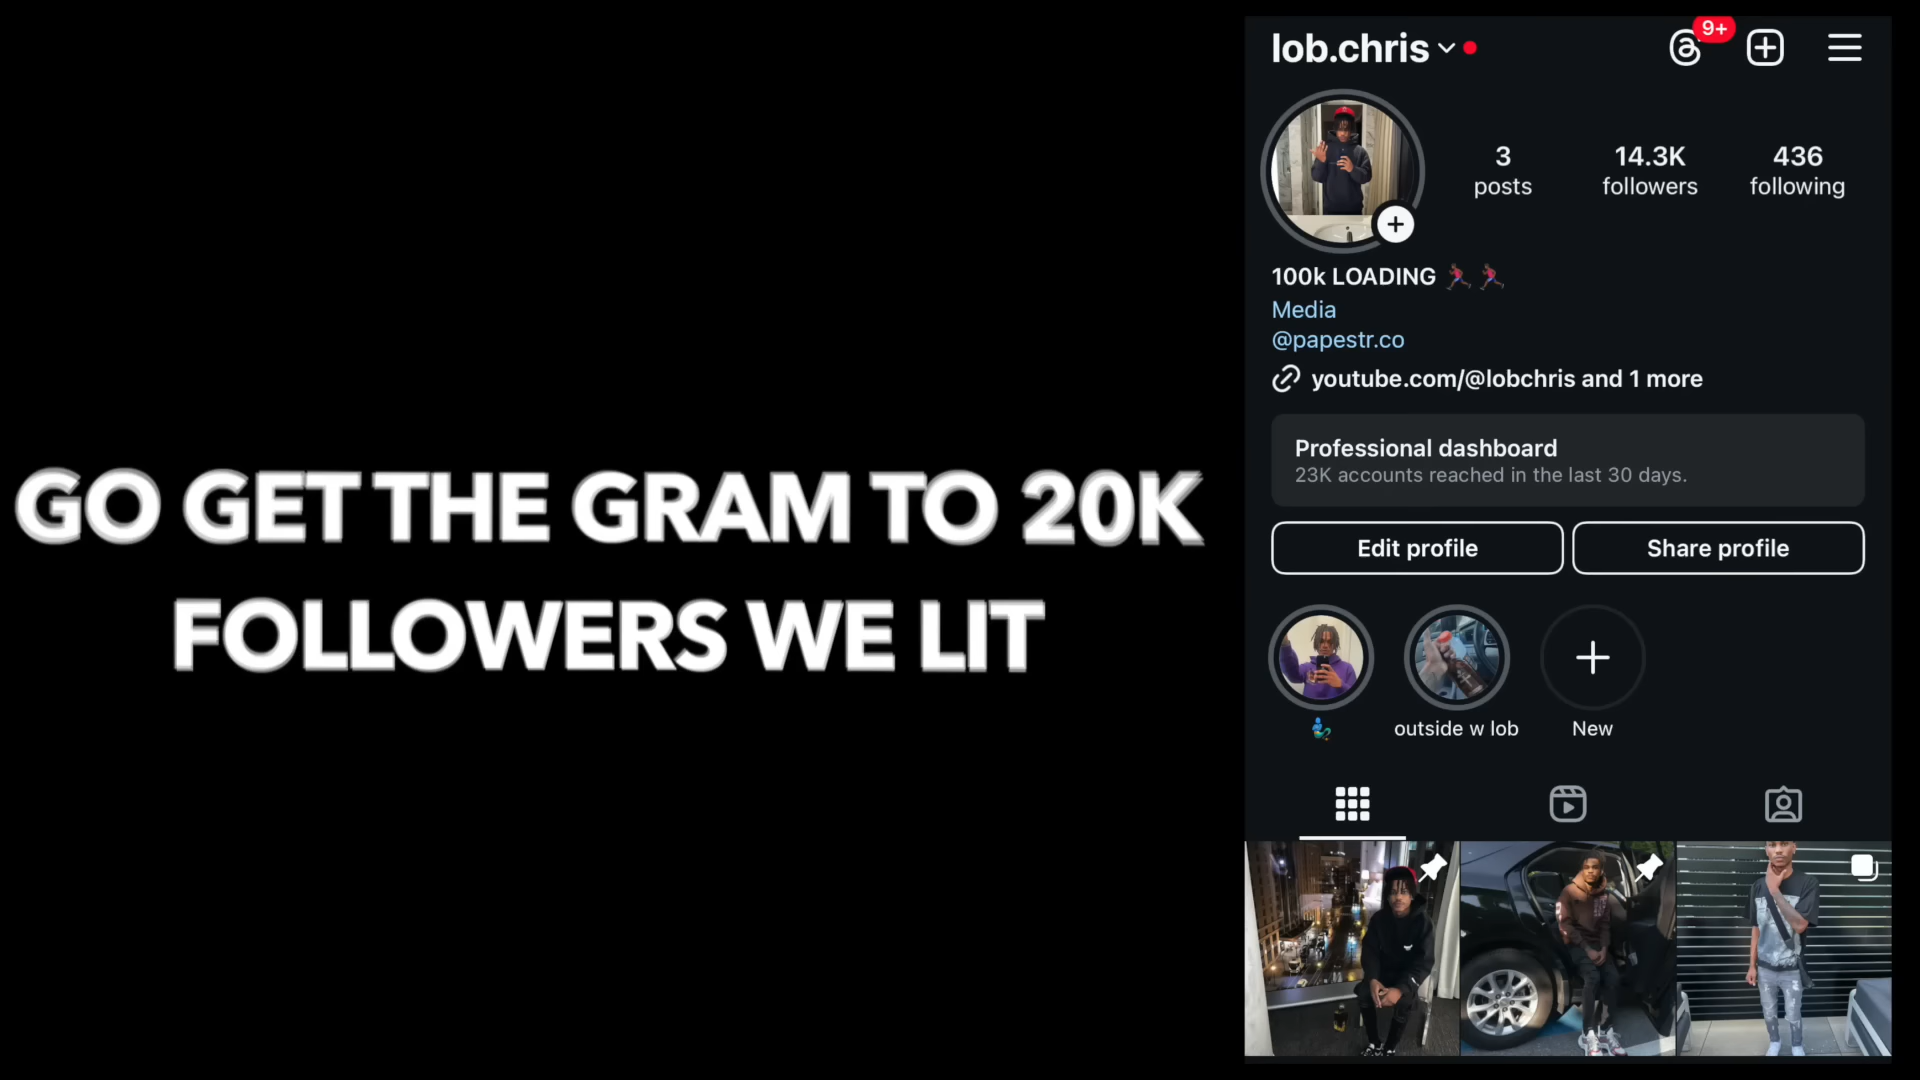 GO GET THE GRAM TO 20K
FOLLOWERS WE LIT
lob.chris
9+
3 posts
14.3K followers
436 following
100k LOADING 🏃🏾‍♂️🏃🏾‍♂️
Media
@papestr.co
youtube.com/@lobchris and 1 more
Professional dashboard
23K accounts reached in the last 30 days.
Edit profile
Share profile
outside w lob
New